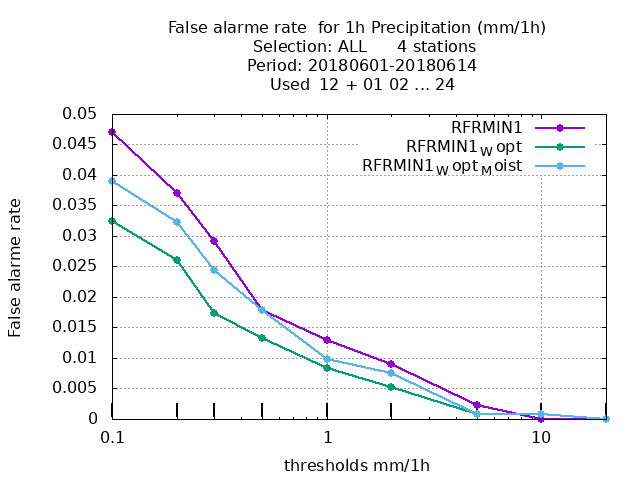 False alarme rate  for 1h Precipitation (mm/1h)
Selection: ALL      4 stations
Period: 20180601-20180614
Used  12 + 01 02 ... 24
RFRMIN1
RFRMIN1Wopt
RFRMIN1WoptMoist
0.05
0.045
0.04
0.035
0.03
0.025
0.02
0.015
0.01
0.005
0
False alarme rate
0.1
1
10
thresholds mm/1h